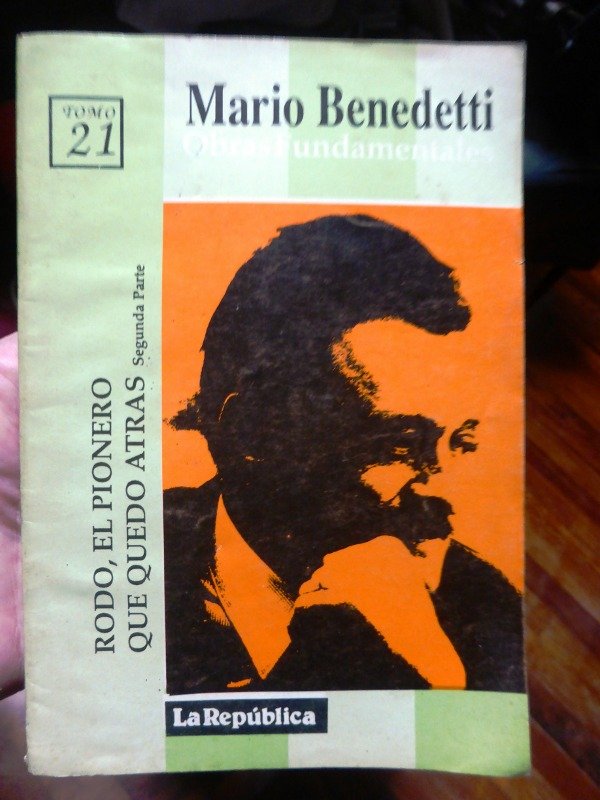 TOMO
21
Mario Benedetti
Obras Fundamentales
RODO, EL PIONERO
QUE QUEDO ATRAS Segunda Parte
La República